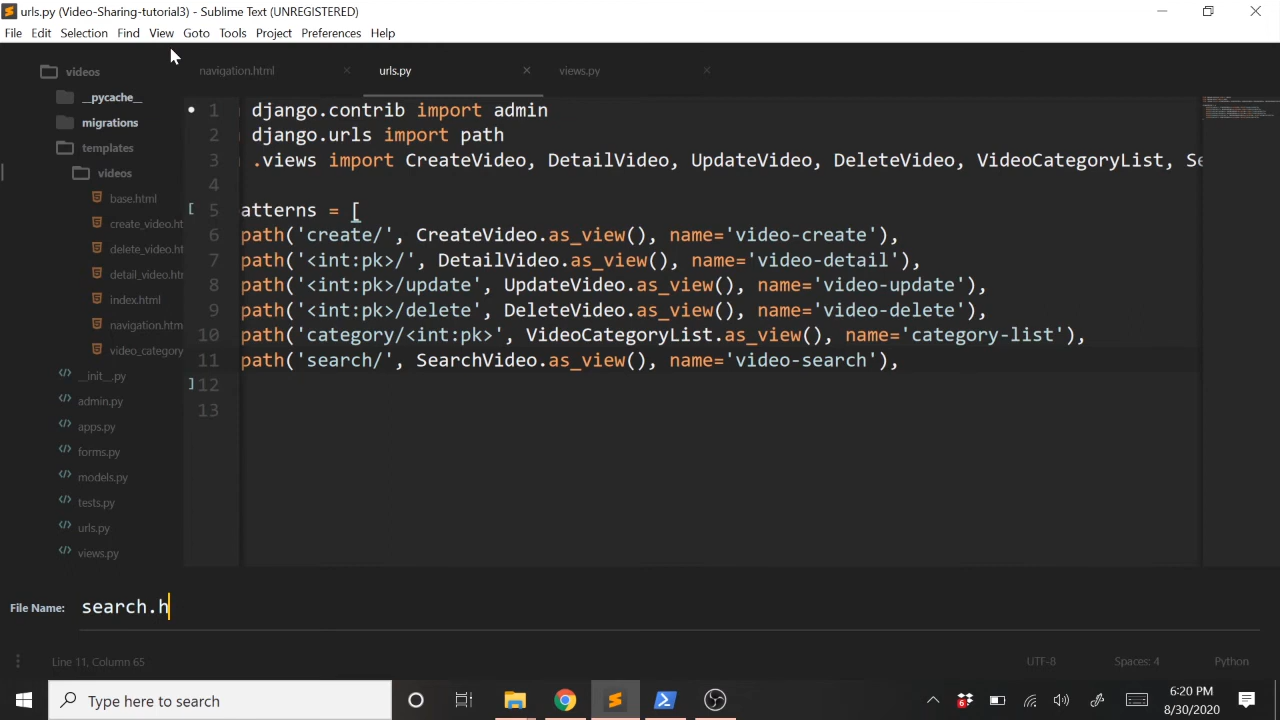 urls.py (Video-Sharing-tutorial3) - Sublime Text (UNREGISTERED)
File Edit Selection Find View Goto Tools Project Preferences Help
videos
__pycache__
migrations
templates
videos
base.html
create_video.ht
delete_video.ht
detail_video.htm
index.html
navigation.htm
video_category
__init__.py
admin.py
apps.py
forms.py
models.py
tests.py
urls.py
views.py
navigation.html urls.py views.py
1 django.contrib import admin
2 django.urls import path
3 .views import CreateVideo, DetailVideo, UpdateVideo, DeleteVideo, VideoCategoryList, Se
4
5 atterns = [
6 path('create/', CreateVideo.as_view(), name='video-create'),
7 path('<int:pk>/', DetailVideo.as_view(), name='video-detail'),
8 path('<int:pk>/update', UpdateVideo.as_view(), name='video-update'),
9 path('<int:pk>/delete', DeleteVideo.as_view(), name='video-delete'),
10 path('category/<int:pk>', VideoCategoryList.as_view(), name='category-list'),
11 path('search/', SearchVideo.as_view(), name='video-search'),
]12
13
File Name: search.h
Line 11, Column 65 UTF-8 Spaces: 4 Python
Type here to search
6
6:20 PM
8/30/2020